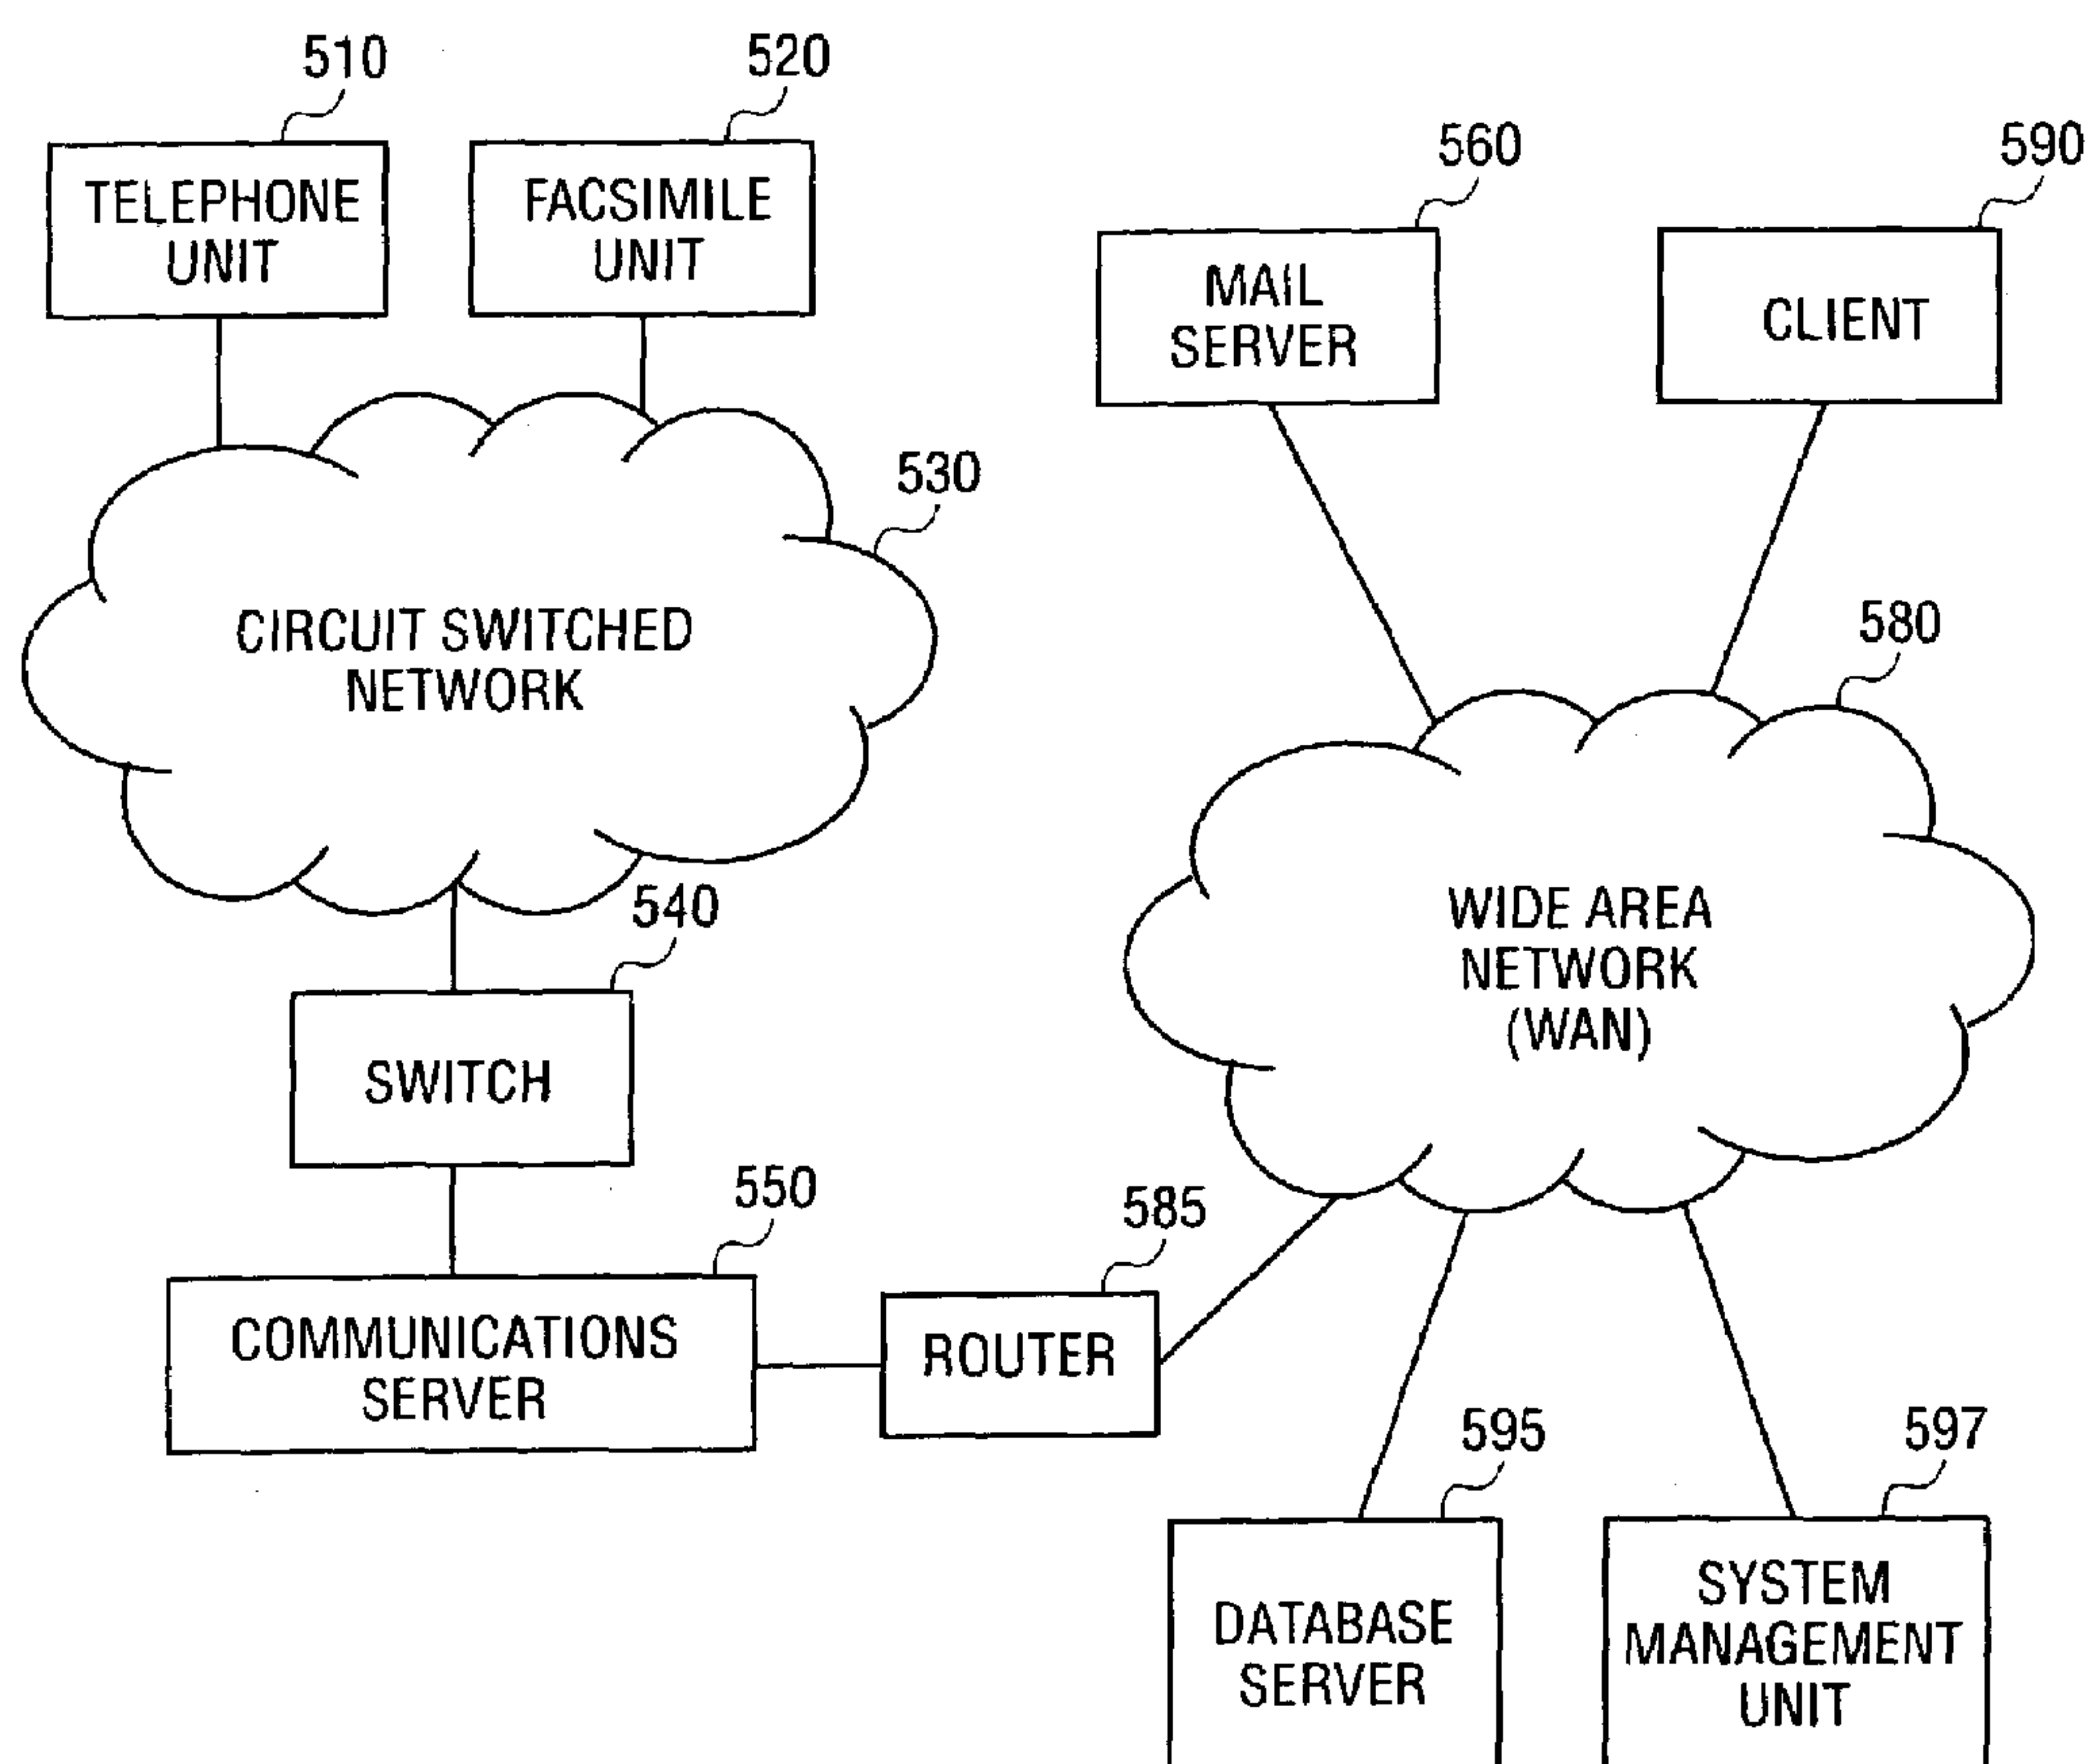 510
520
TELEPHONE
UNIT
FACSIMILE
UNIT
560
590
MAIL
SERVER
CLIENT
530
CIRCUIT SWITCHED
NETWORK
580
540
WIDE AREA
NETWORK
(WAN)
SWITCH
550
585
COMMUNICATIONS
SERVER
ROUTER
595
597
DATABASE
SERVER
SYSTEM
MANAGEMENT
UNIT